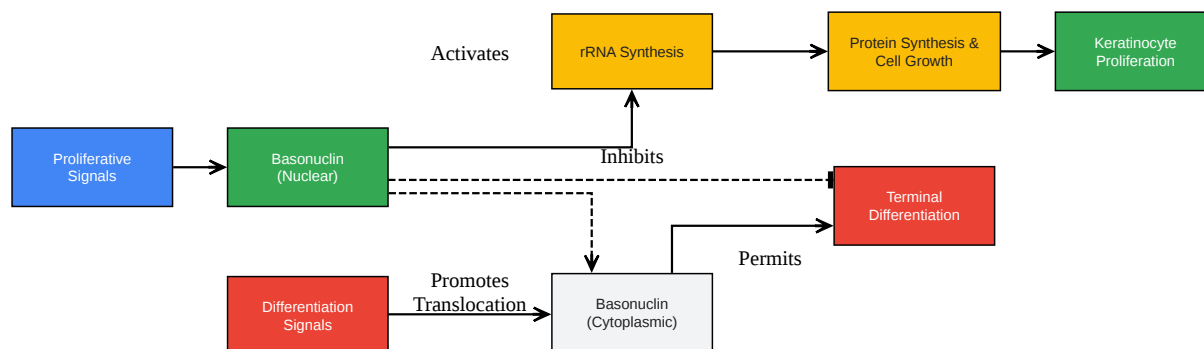 Activates
rRNA Synthesis
Protein Synthesis &
Cell Growth
Keratinocyte
Proliferation
Proliferative
Signals
Basonuclin
(Nuclear)
Inhibits
Terminal
Differentiation
Permits
Differentiation
Signals
Promotes
Translocation
Basonuclin
(Cytoplasmic)